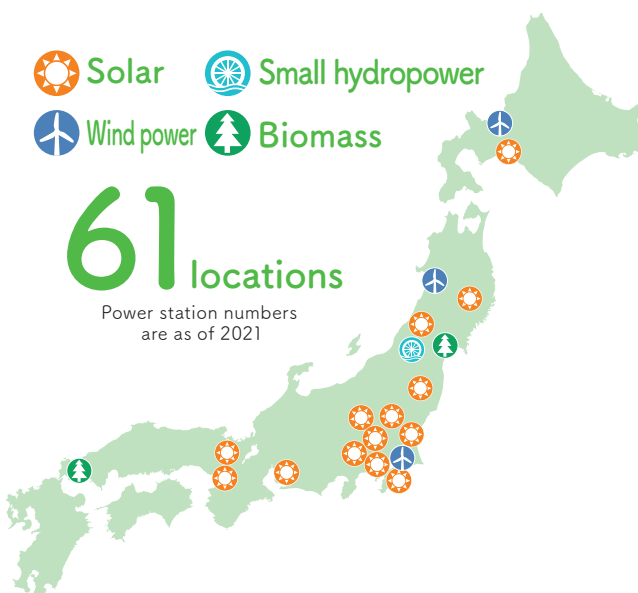 Solar
Small hydropower
Wind power
Biomass
61 locations
Power station numbers
are as of 2021